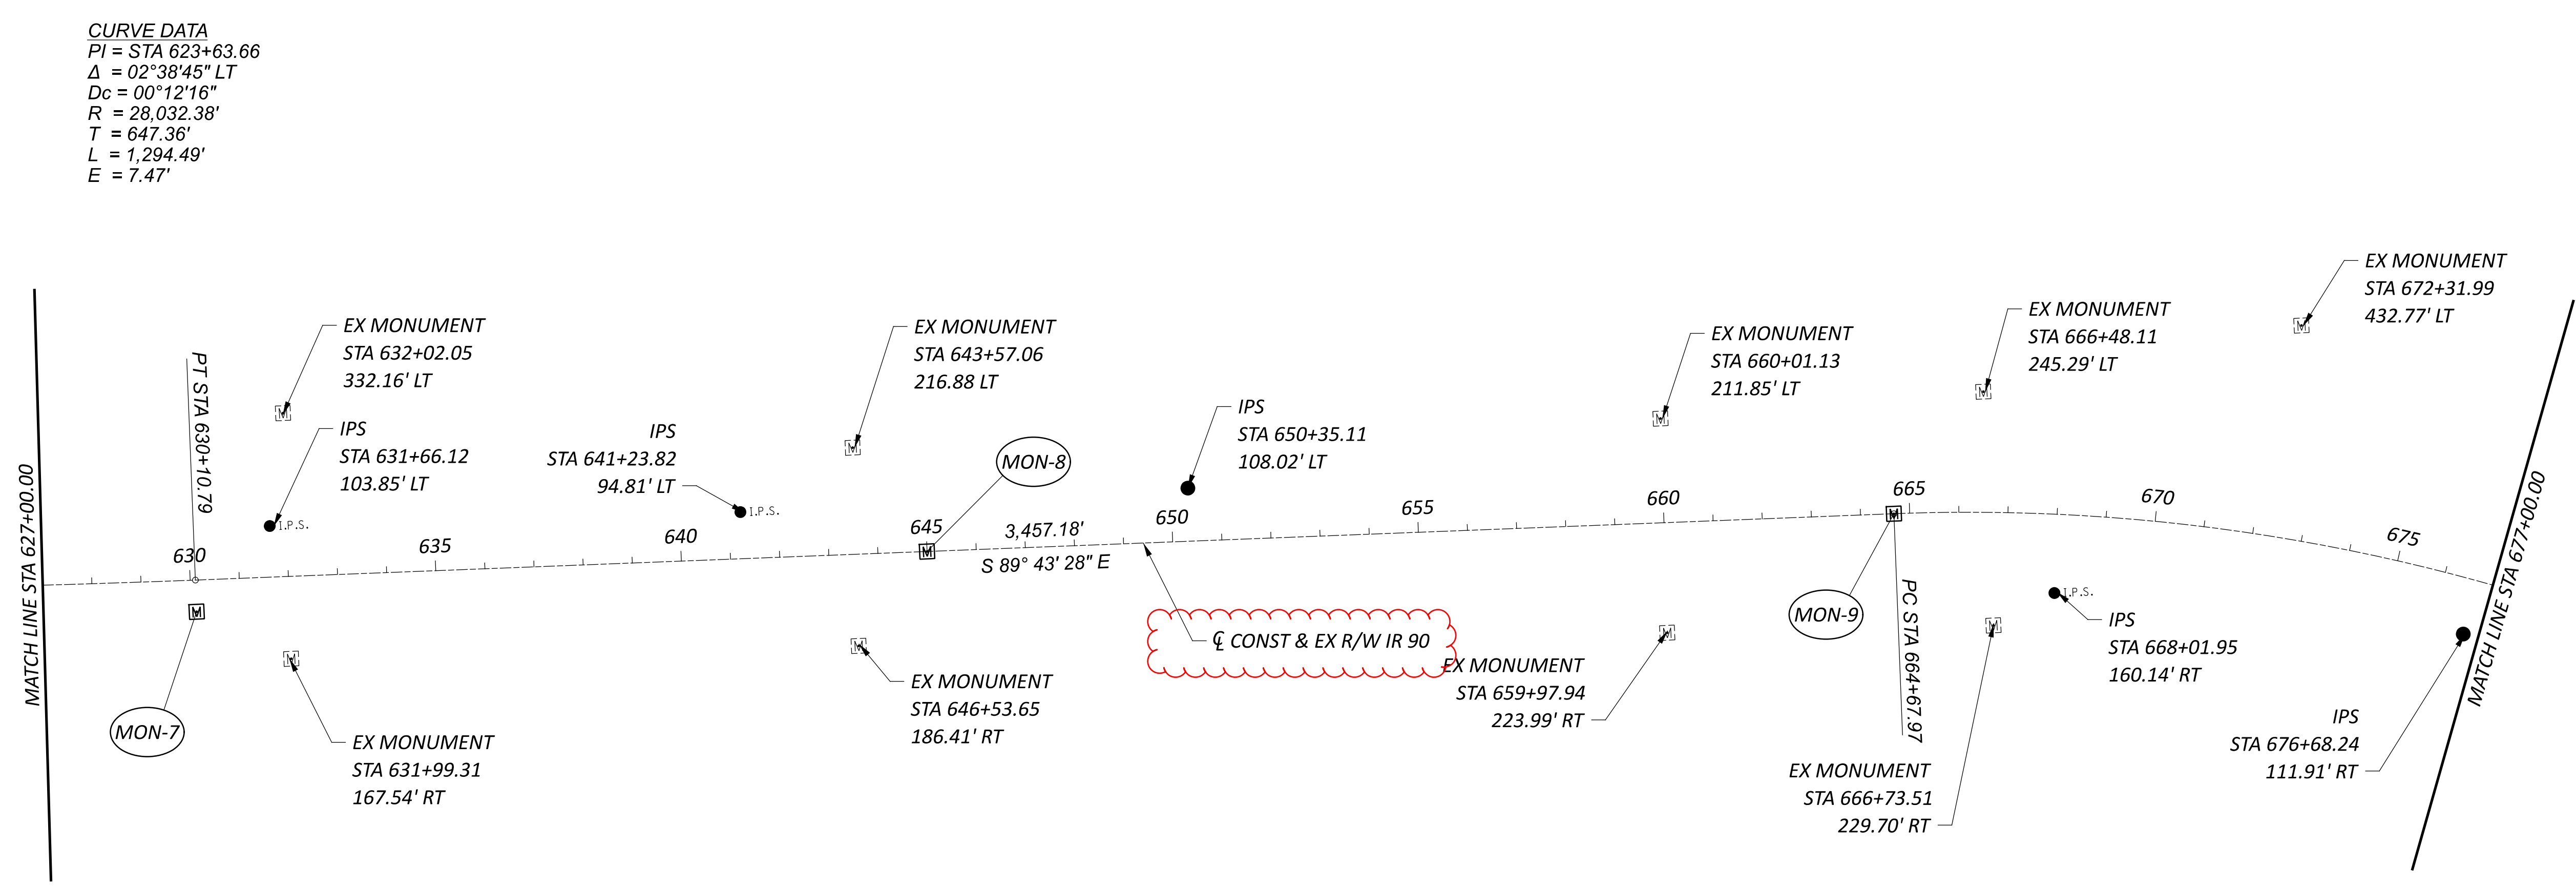 CURVE DATA
PI = STA 623+63.66
Δ = 02°38'45" LT
Dc = 00°12'16"
R = 28,032.38'
T = 647.36'
L = 1,294.49'
E = 7.47'
MATCH LINE STA 627+00.00
PT STA 630+10.79
EX MONUMENT
STA 632+02.05
332.16' LT
IPS
STA 631+66.12
103.85' LT
I.P.S.
IPS
STA 641+23.82
94.81' LT
I.P.S.
EX MONUMENT
STA 643+57.06
216.88 LT
MON-8
IPS
STA 650+35.11
108.02' LT
EX MONUMENT
STA 660+01.13
211.85' LT
EX MONUMENT
STA 666+48.11
245.29' LT
EX MONUMENT
STA 672+31.99
432.77' LT
630
635
640
645
650
655
660
665
670
675
3,457.18'
S 89° 43' 28" E
M
M
M
M
M
M
M
M
M
M
M
M
MON-7
EX MONUMENT
STA 631+99.31
167.54' RT
EX MONUMENT
STA 646+53.65
186.41' RT
℄ CONST & EX R/W IR 90
EX MONUMENT
STA 659+97.94
223.99' RT
MON-9
PC STA 664+67.97
EX MONUMENT
STA 666+73.51
229.70' RT
I.P.S.
IPS
STA 668+01.95
160.14' RT
IPS
STA 676+68.24
111.91' RT
MATCH LINE STA 677+00.00